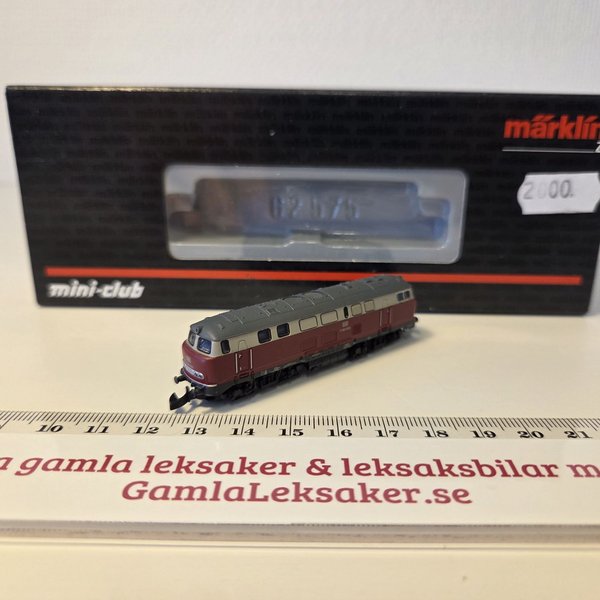 märklin
2000.
02575
mini-club
10 11 12 13 14 15 16 17 18 19 20 21
a gamla leksaker & leksaksbilar m
GamlaLeksaker.se